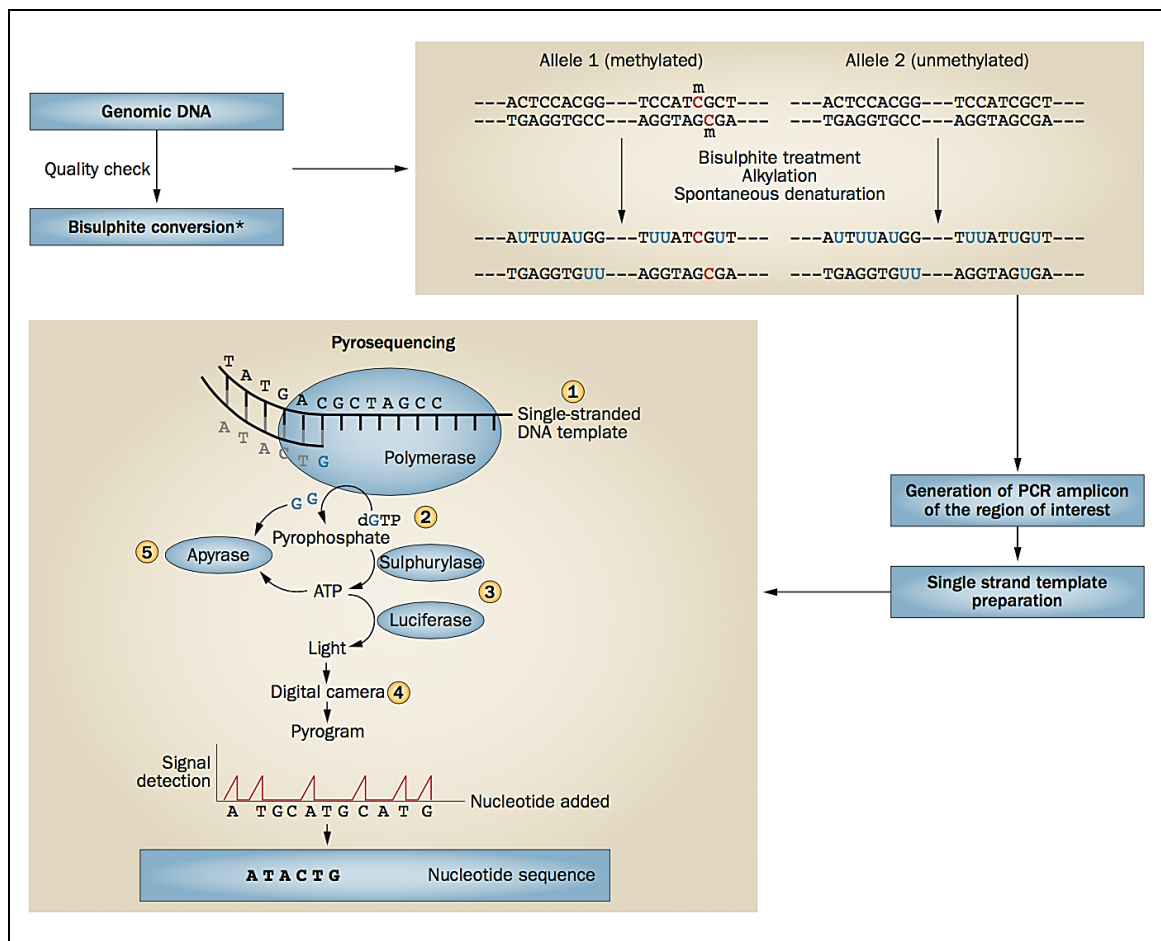 Genomic DNA
Quality check
Bisulphite conversion*
Allele 1 (methylated)
Allele 2 (unmethylated)
m
---ACTCCACGG---TCCATCGCT---
---TGAGGTGCC---AGGTAGCGA---
m
---ACTCCACGG---TCCATCGCT---
---TGAGGTGCC---AGGTAGCGA---
Bisulphite treatment
Alkylation
Spontaneous denaturation
---AUTUUAUGG---TUUATCGUT---
---TGAGGTGUU---AGGTAGCGA---
---AUTUUAUGG---TUUATUGUT---
---TGAGGTGUU---AGGTAGUGA---
Generation of PCR amplicon
of the region of interest
Single strand template
preparation
Pyrosequencing
T A T G A C G C T A G C C
A T A C T G
Polymerase
1
Single-stranded
DNA template
G G
dGTP
2
Pyrophosphate
5
Apyrase
Sulphurylase
ATP
3
Luciferase
Light
Digital camera
4
Pyrogram
Signal
detection
A T G C A T G C A T G
Nucleotide added
ATACTG
Nucleotide sequence